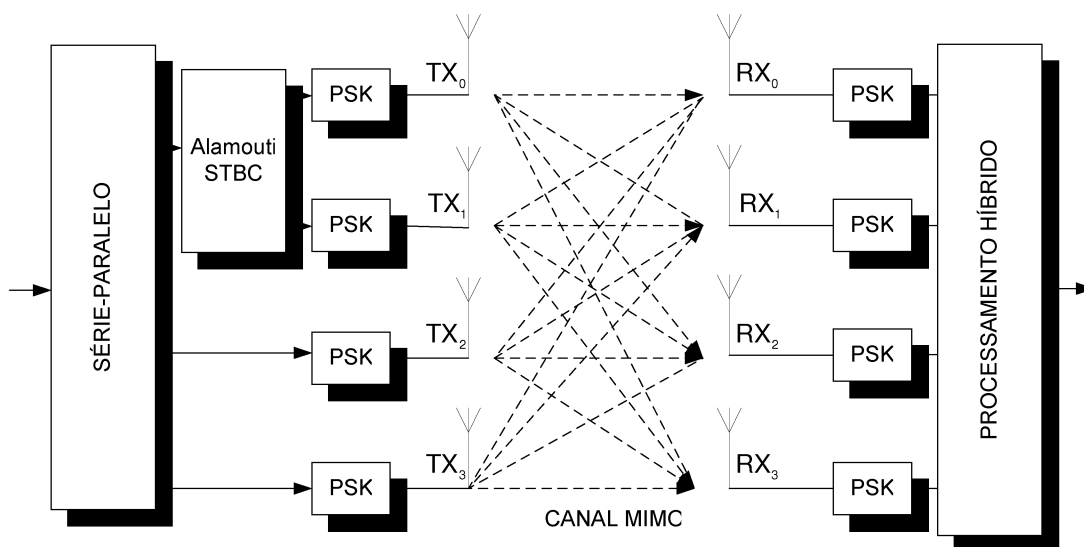 SÉRIE-PARALELO
Alamouti
STBC
PSK
PSK
PSK
PSK
TX0
TX1
TX2
TX3
CANAL MIMO
RX0
RX1
RX2
RX3
PSK
PSK
PSK
PSK
PROCESSAMENTO HÍBRIDO